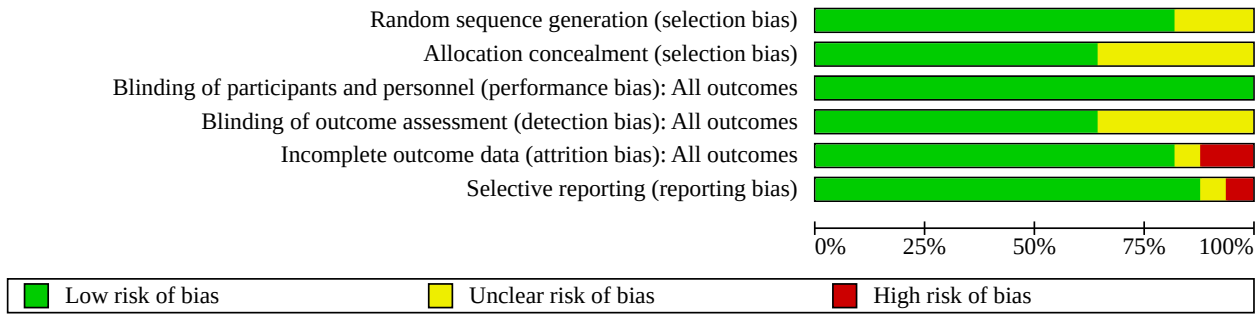 Random sequence generation (selection bias)
Allocation concealment (selection bias)
Blinding of participants and personnel (performance bias): All outcomes
Blinding of outcome assessment (detection bias): All outcomes
Incomplete outcome data (attrition bias): All outcomes
Selective reporting (reporting bias)
0% 25% 50% 75% 100%
Low risk of bias Unclear risk of bias High risk of bias